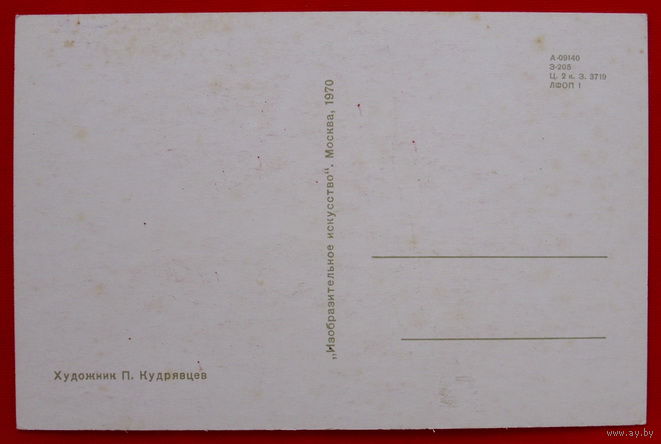 А-09140
З-205
Ц. 2 к. З. 3719
ЛФОП 1
„Изобразительное искусство“. Москва, 1970
Художник П. Кудрявцев
www.ay.by